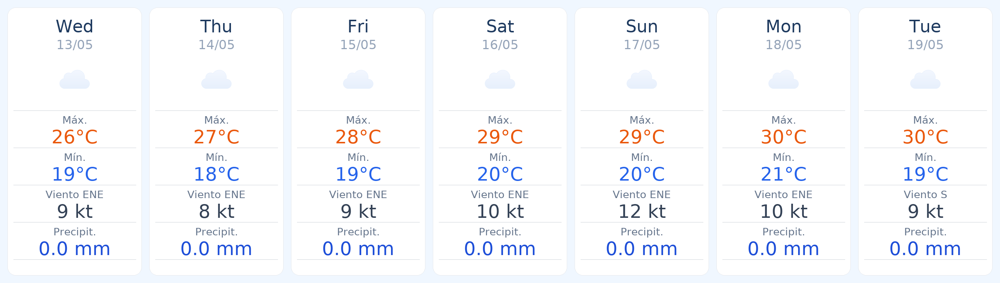 Wed
13/05
Máx.
26°C
Mín.
19°C
Viento ENE
9 kt
Precipit.
0.0 mm
Thu
14/05
Máx.
27°C
Mín.
18°C
Viento ENE
8 kt
Precipit.
0.0 mm
Fri
15/05
Máx.
28°C
Mín.
19°C
Viento ENE
9 kt
Precipit.
0.0 mm
Sat
16/05
Máx.
29°C
Mín.
20°C
Viento ENE
10 kt
Precipit.
0.0 mm
Sun
17/05
Máx.
29°C
Mín.
20°C
Viento ENE
12 kt
Precipit.
0.0 mm
Mon
18/05
Máx.
30°C
Mín.
21°C
Viento ENE
10 kt
Precipit.
0.0 mm
Tue
19/05
Máx.
30°C
Mín.
19°C
Viento S
9 kt
Precipit.
0.0 mm